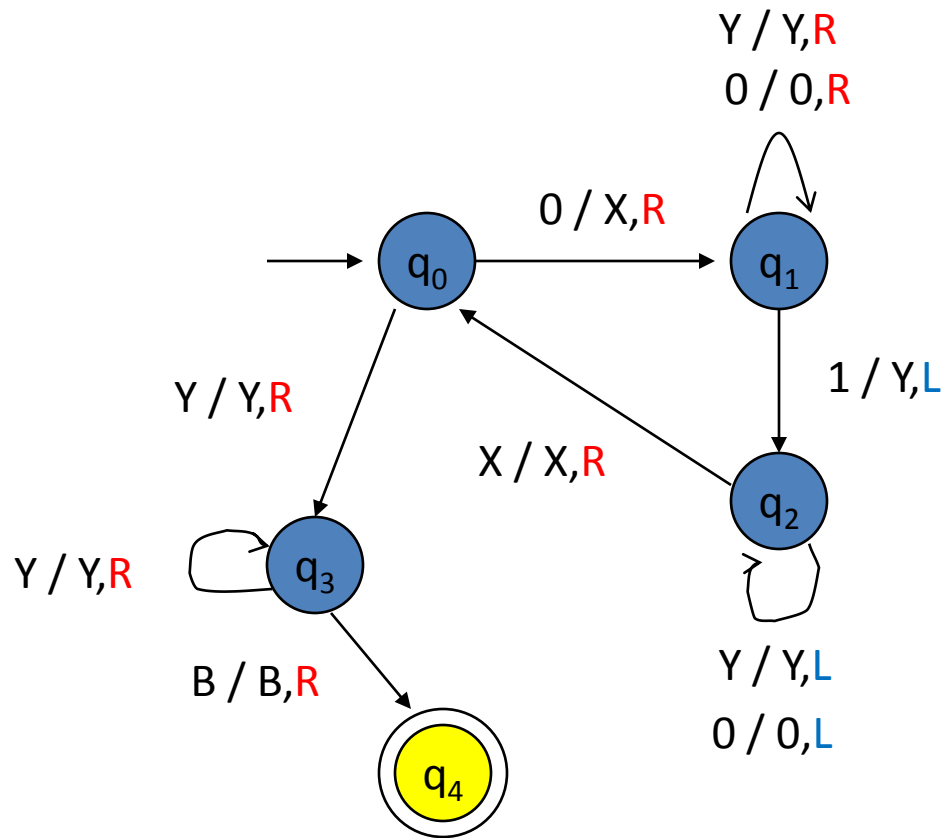 Y / Y,R
0 / 0,R
0 / X,R
q₀
q₁
Y / Y,R
1 / Y,L
X / X,R
q₂
q₃
Y / Y,R
B / B,R
Y / Y,L
0 / 0,L
q₄